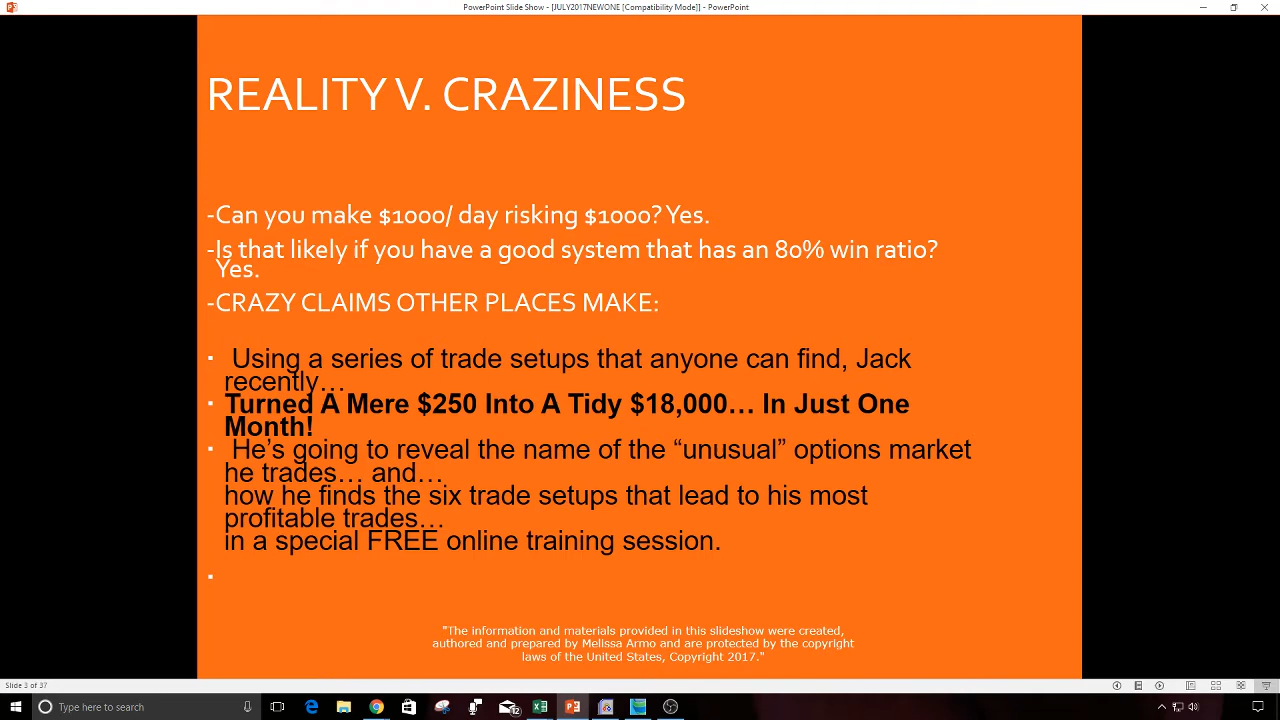 PowerPoint Slide Show - [JULY2017NEWONE [Compatibility Mode]] - PowerPoint
REALITY V. CRAZINESS
-Can you make $1000/ day risking $1000? Yes.
-Is that likely if you have a good system that has an 80% win ratio?
Yes.
-CRAZY CLAIMS OTHER PLACES MAKE:
▪ Using a series of trade setups that anyone can find, Jack
recently…
▪ Turned A Mere $250 Into A Tidy $18,000… In Just One
Month!
▪ He’s going to reveal the name of the “unusual” options market
he trades… and…
how he finds the six trade setups that lead to his most
profitable trades…
in a special FREE online training session.
▪
"The information and materials provided in this slideshow were created,
authored and prepared by Melissa Armo and are protected by the copyright
laws of the United States, Copyright 2017."
Slide 3 of 37
Type here to search
12